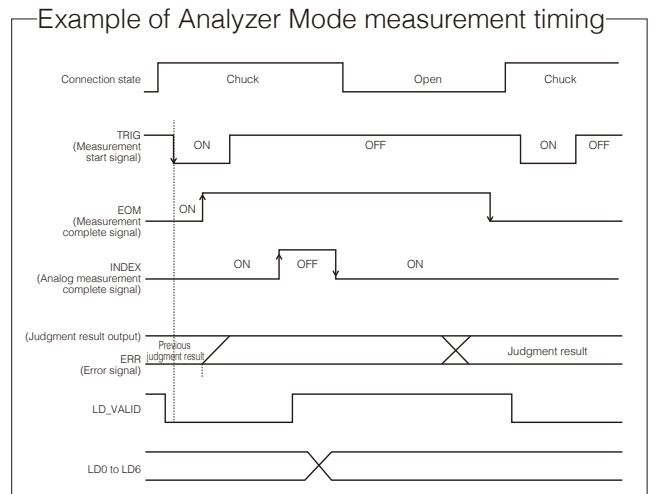 Example of Analyzer Mode measurement timing
Connection state
Chuck
Open
Chuck
TRIG
(Measurement
start signal)
ON
OFF
ON
OFF
EOM
(Measurement
complete signal)
ON
INDEX
(Analog measurement
complete signal)
ON
OFF
ON
(Judgment result output)
ERR
(Error signal)
Previous
judgment result
Judgment result
LD_VALID
LD0 to LD6